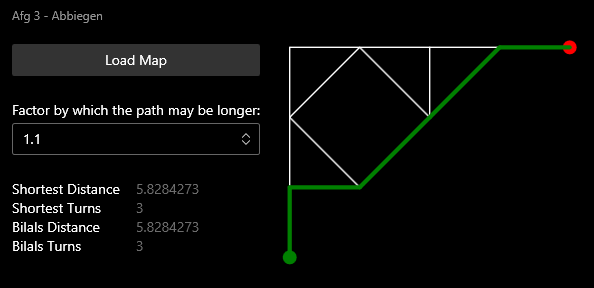 Afg 3 - Abbiegen
Load Map
Factor by which the path may be longer:
1.1
Shortest Distance 5.8284273
Shortest Turns 3
Bilals Distance 5.8284273
Bilals Turns 3